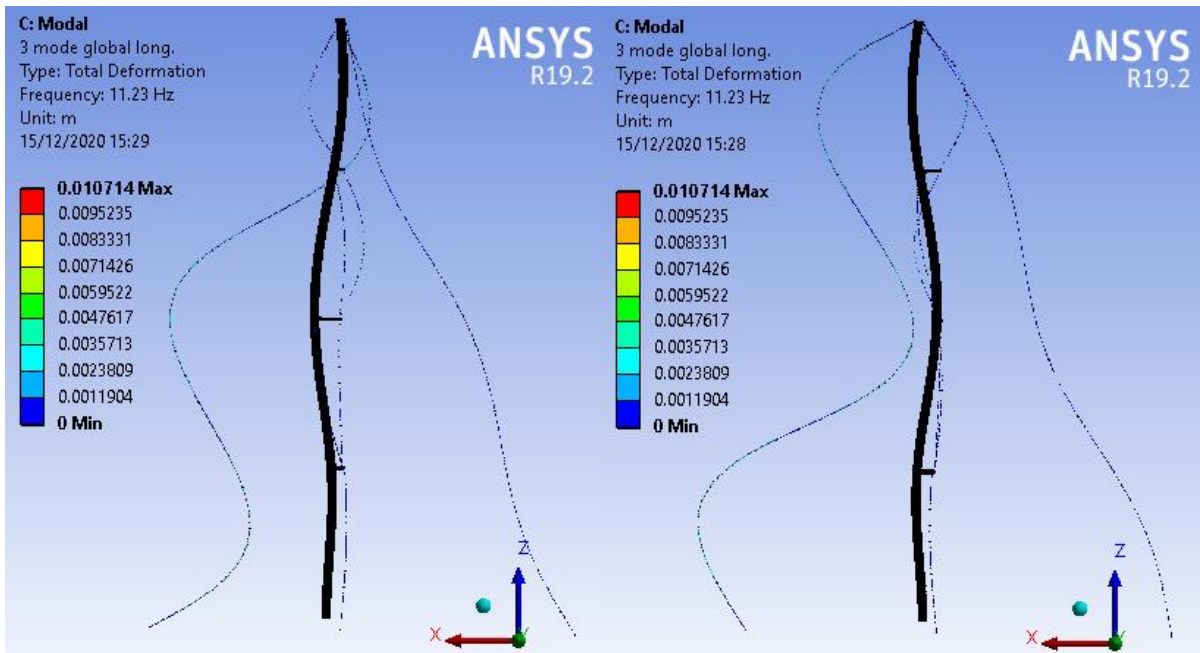 C: Modal
3 mode global long.
Type: Total Deformation
Frequency: 11.23 Hz
Unit: m
15/12/2020 15:29
ANSYS
R19.2
0.010714 Max
0.0095235
0.0083331
0.0071426
0.0059522
0.0047617
0.0035713
0.0023809
0.0011904
0 Min
Z
X
Y
C: Modal
3 mode global long.
Type: Total Deformation
Frequency: 11.23 Hz
Unit: m
15/12/2020 15:28
ANSYS
R19.2
0.010714 Max
0.0095235
0.0083331
0.0071426
0.0059522
0.0047617
0.0035713
0.0023809
0.0011904
0 Min
Z
X
Y